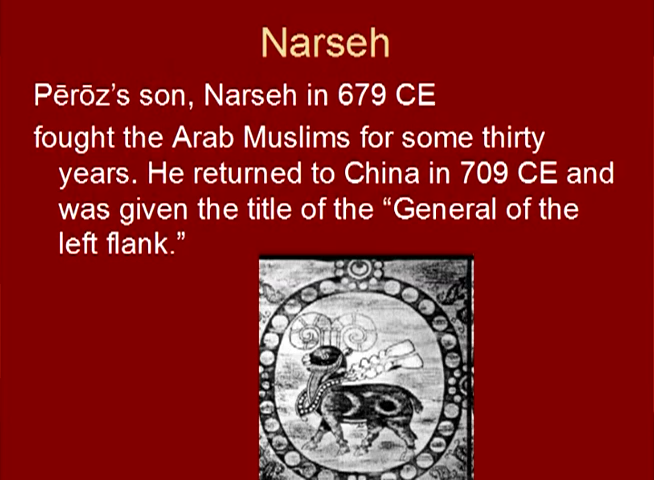 Narseh
Pērōz’s son, Narseh in 679 CE
fought the Arab Muslims for some thirty
years. He returned to China in 709 CE and
was given the title of the “General of the
left flank.”